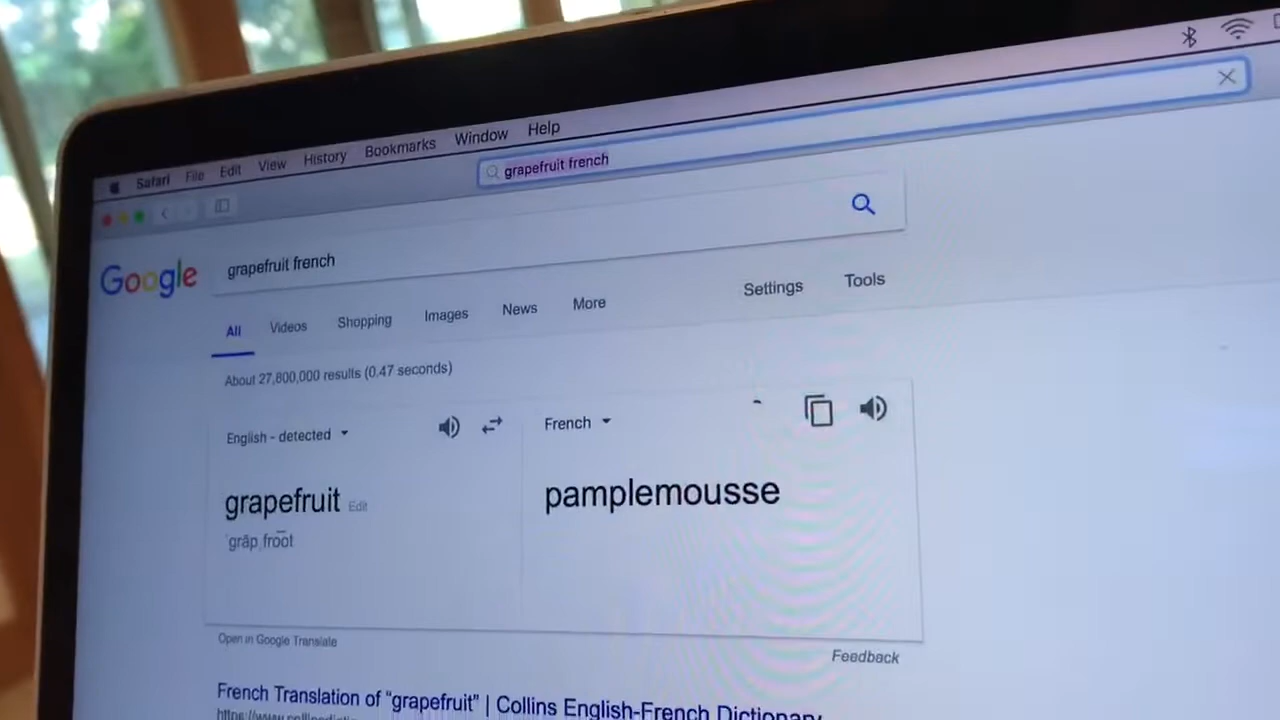 Safari File Edit View History Bookmarks Window Help
grapefruit french
Google grapefruit french
All Videos Shopping Images News More Settings Tools
About 27,800,000 results (0.47 seconds)
English - detected French
grapefruit Edit pamplemousse
ˈgrāpˌfro͞ot
Open in Google Translate
Feedback
French Translation of “grapefruit” | Collins English-French Dictionary